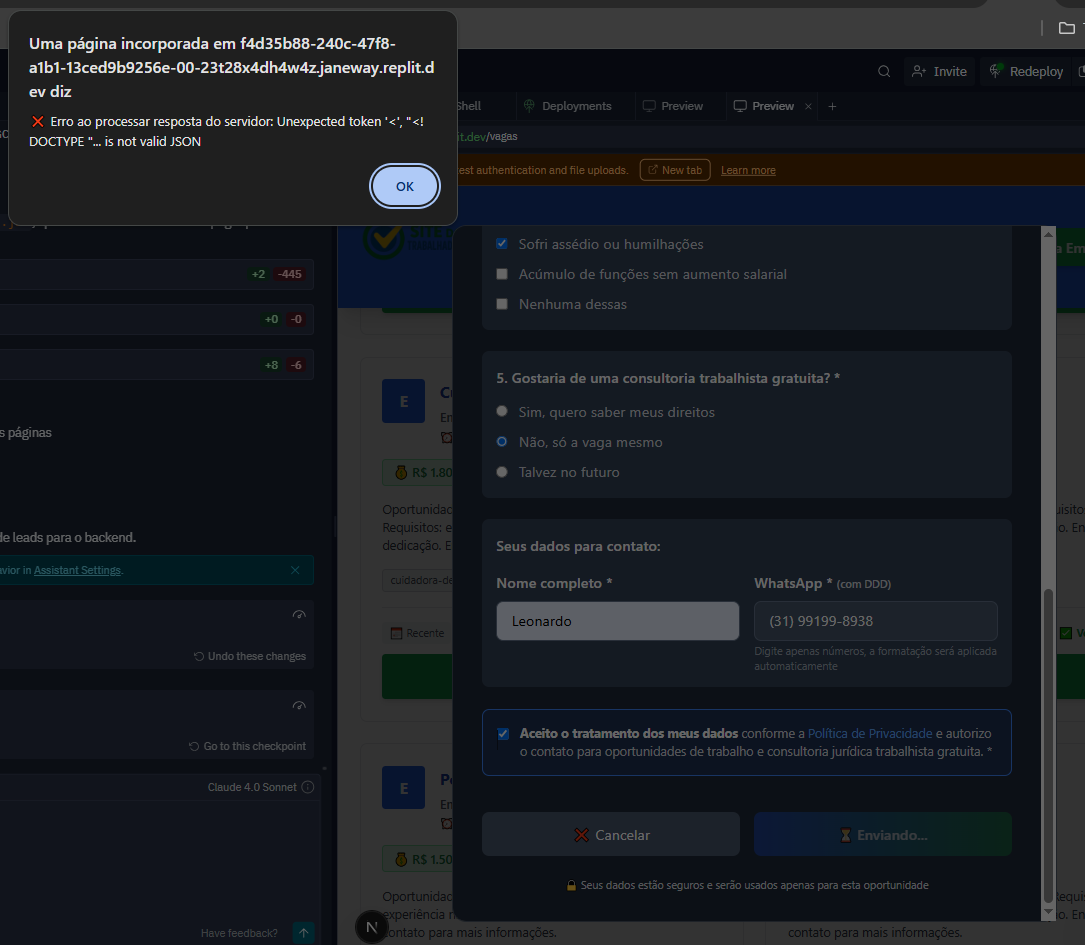 Uma página incorporada em f4d35b88-240c-47f8-
a1b1-13ced9b9256e-00-23t28x4dh4w4z.janeway.replit.d
ev diz
❌ Erro ao processar resposta do servidor: Unexpected token '<', "<!
DOCTYPE "... is not valid JSON
OK
Invite
Redeploy
Shell
Deployments
Preview
Preview
it.dev/vagas
est authentication and file uploads.
New tab
Learn more
+2 -445
+0 -0
+8 -6
s páginas
de leads para o backend.
avior in Assistant Settings.
Undo these changes
Go to this checkpoint
Claude 4.0 Sonnet
Have feedback?
Sofri assédio ou humilhações
Acúmulo de funções sem aumento salarial
Nenhuma dessas
5. Gostaria de uma consultoria trabalhista gratuita? *
Sim, quero saber meus direitos
Não, só a vaga mesmo
Talvez no futuro
Seus dados para contato:
Nome completo *
WhatsApp * (com DDD)
Leonardo
(31) 99199-8938
Digite apenas números, a formatação será aplicada
automaticamente
Aceito o tratamento dos meus dados conforme a Política de Privacidade e autorizo
o contato para oportunidades de trabalho e consultoria jurídica trabalhista gratuita. *
❌ Cancelar
⏳ Enviando...
🔒 Seus dados estão seguros e serão usados apenas para esta oportunidade
E
R$ 1.80
Oportunidad
Requisitos: e
dedicação. E
cuidadora-de
Recente
E
R$ 1.50
Oportunidad
experiência n
contato para mais informações.
contato para mais informações.
N